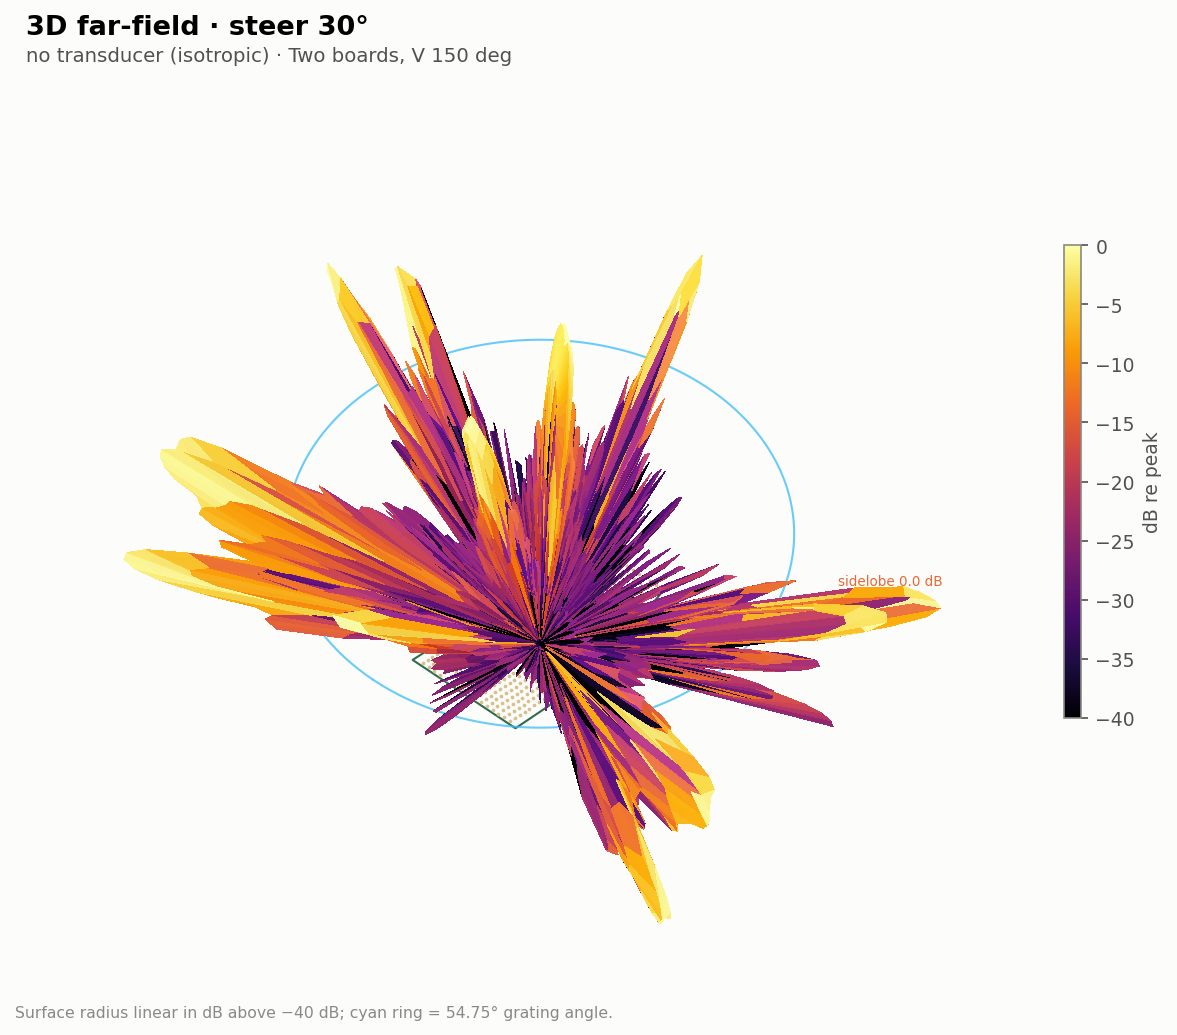 3D far-field · steer 30°
no transducer (isotropic) · Two boards, V 150 deg
0
−5
−10
−15
−20
−25
−30
−35
−40
dB re peak
sidelobe 0.0 dB
Surface radius linear in dB above −40 dB; cyan ring = 54.75° grating angle.